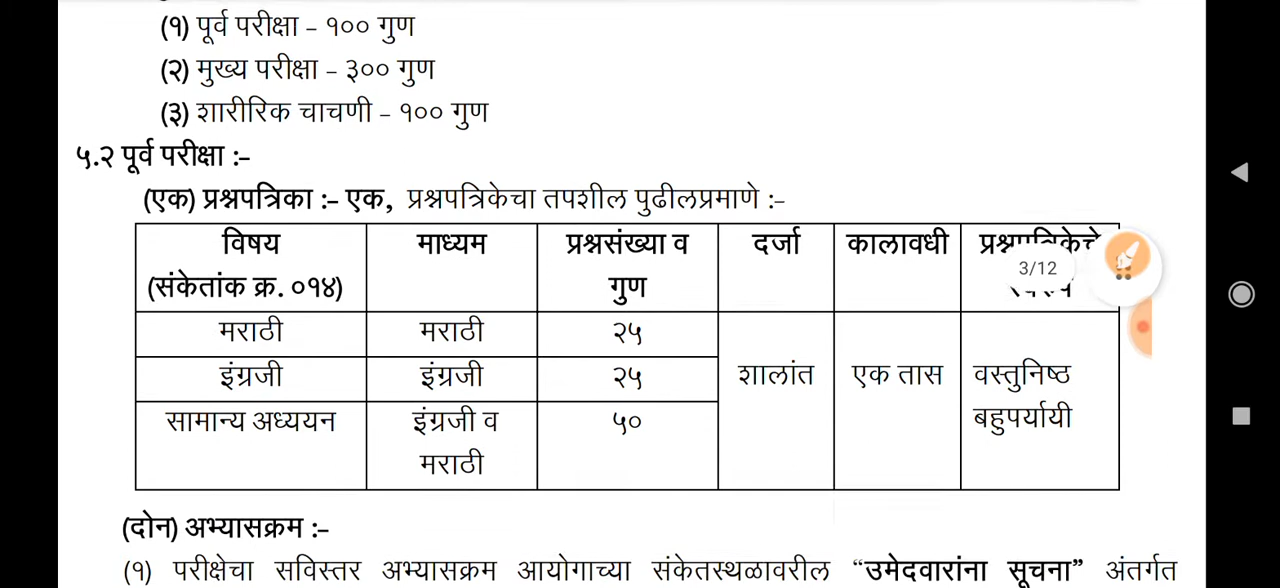 (१) पूर्व परीक्षा – १०० गुण
(२) मुख्य परीक्षा – ३०० गुण
(३) शारीरिक चाचणी – १०० गुण
५.२ पूर्व परीक्षा :–
(एक) प्रश्नपत्रिका :– एक, प्रश्नपत्रिकेचा तपशील पुढीलप्रमाणे :–
विषय माध्यम प्रश्नसंख्या व दर्जा कालावधी
(संकेतांक क्र. ०१४) गुण 3/12
मराठी मराठी २५
इंग्रजी इंग्रजी २५ शालांत एक तास वस्तुनिष्ठ
सामान्य अध्ययन इंग्रजी व ५० बहुपर्यायी
मराठी
(दोन) अभ्यासक्रम :–
(१) परीक्षेचा सविस्तर अभ्यासक्रम आयोगाच्या संकेतस्थळावरील “उमेदवारांना सूचना” अंतर्गत